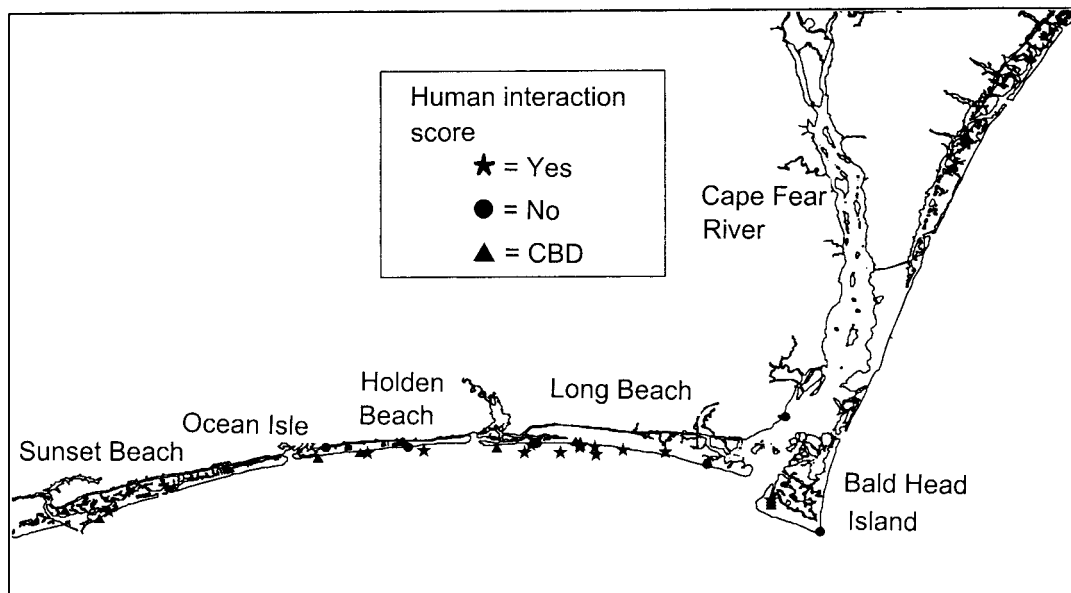 Human interaction
score
★ = Yes
● = No
▲ = CBD
Cape Fear
River
Holden
Beach
Long Beach
Ocean Isle
Sunset Beach
Bald Head
Island